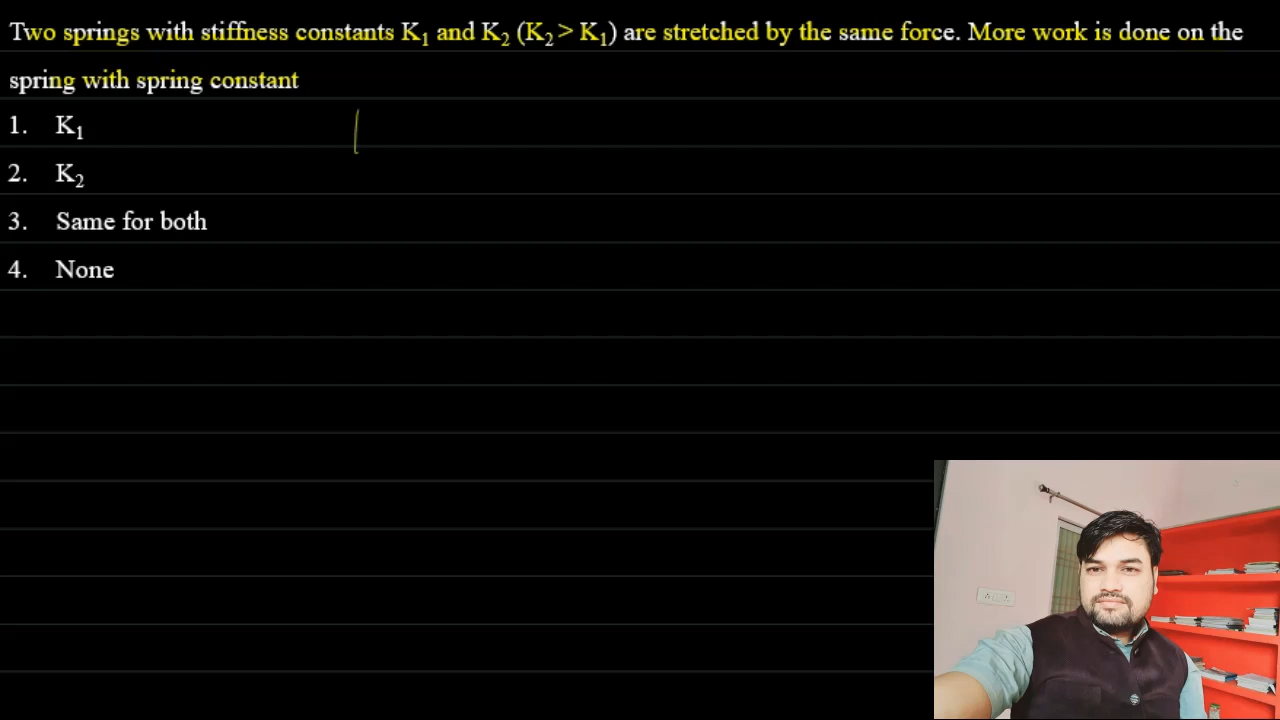 Two springs with stiffness constants K₁ and K₂ (K₂ > K₁) are stretched by the same force. More work is done on the
spring with spring constant
1. K₁
2. K₂
3. Same for both
4. None